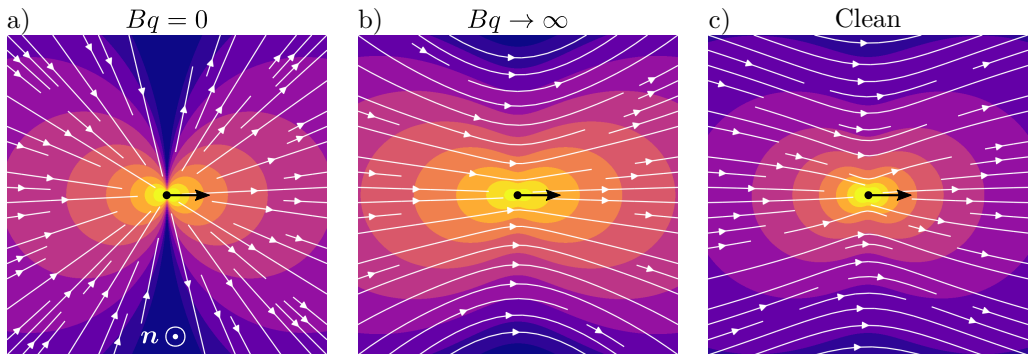 a) Bq = 0
b) Bq → ∞
c) Clean
n ⊙